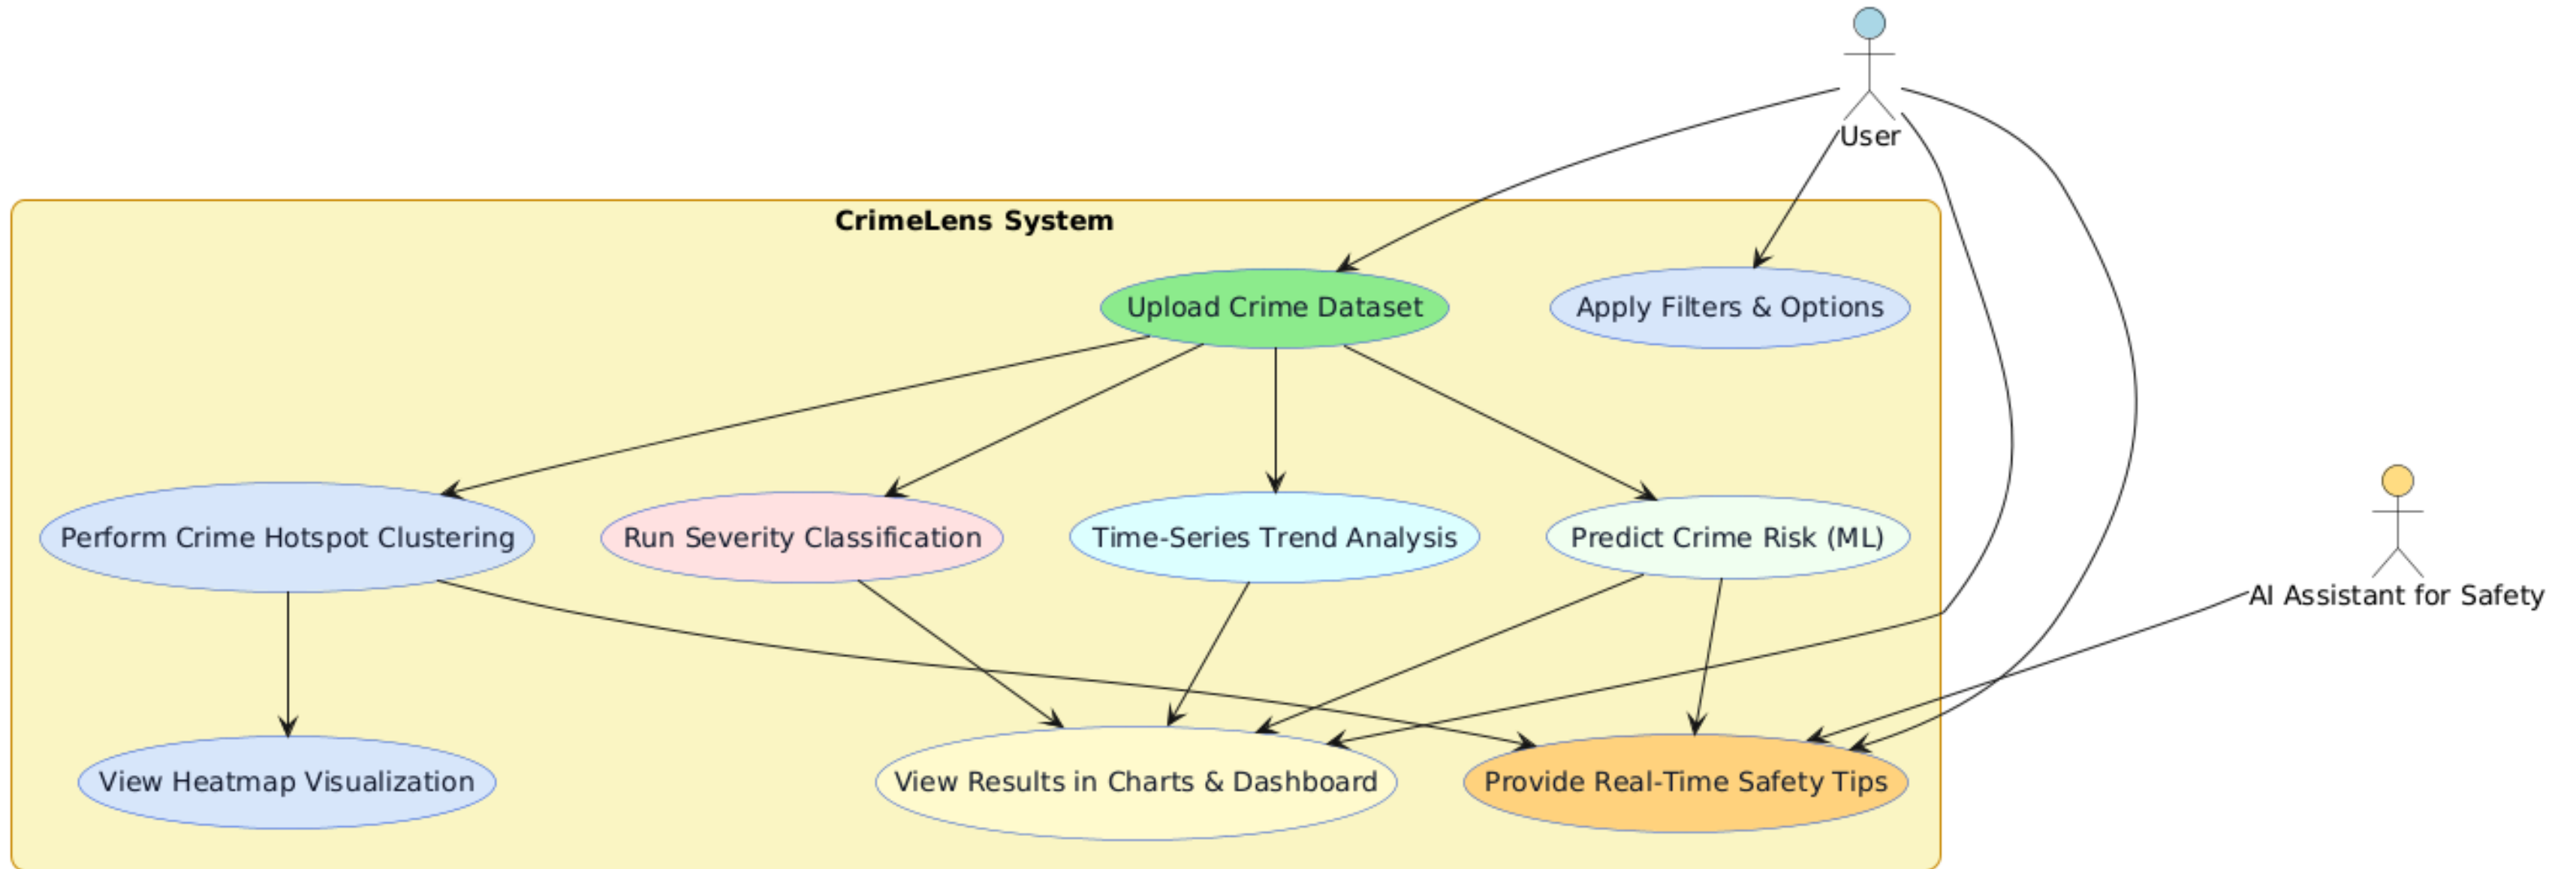 User
CrimeLens System
Upload Crime Dataset
Apply Filters & Options
Perform Crime Hotspot Clustering
Run Severity Classification
Time-Series Trend Analysis
Predict Crime Risk (ML)
AI Assistant for Safety
View Heatmap Visualization
View Results in Charts & Dashboard
Provide Real-Time Safety Tips